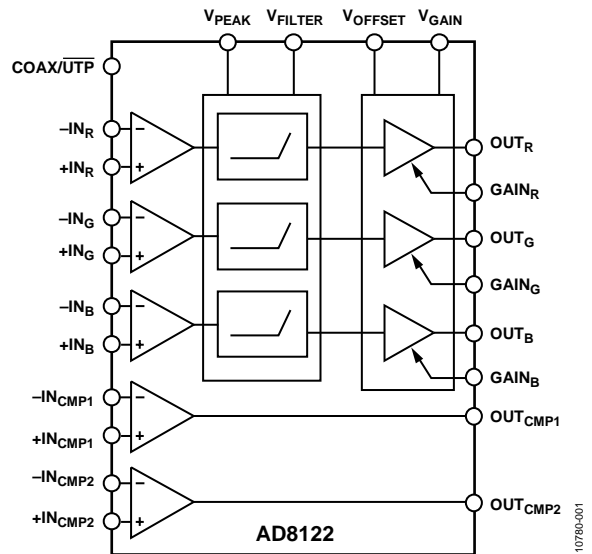 VPEAK VFILTER VOFFSET VGAIN
COAX/U̅T̅P̅
–INR
+INR
–ING
+ING
–INB
+INB
–INCMP1
+INCMP1
–INCMP2
+INCMP2
– + – + – + – + – +
OUTR
GAINR
OUTG
GAING
OUTB
GAINB
OUTCMP1
OUTCMP2
AD8122
10780-001